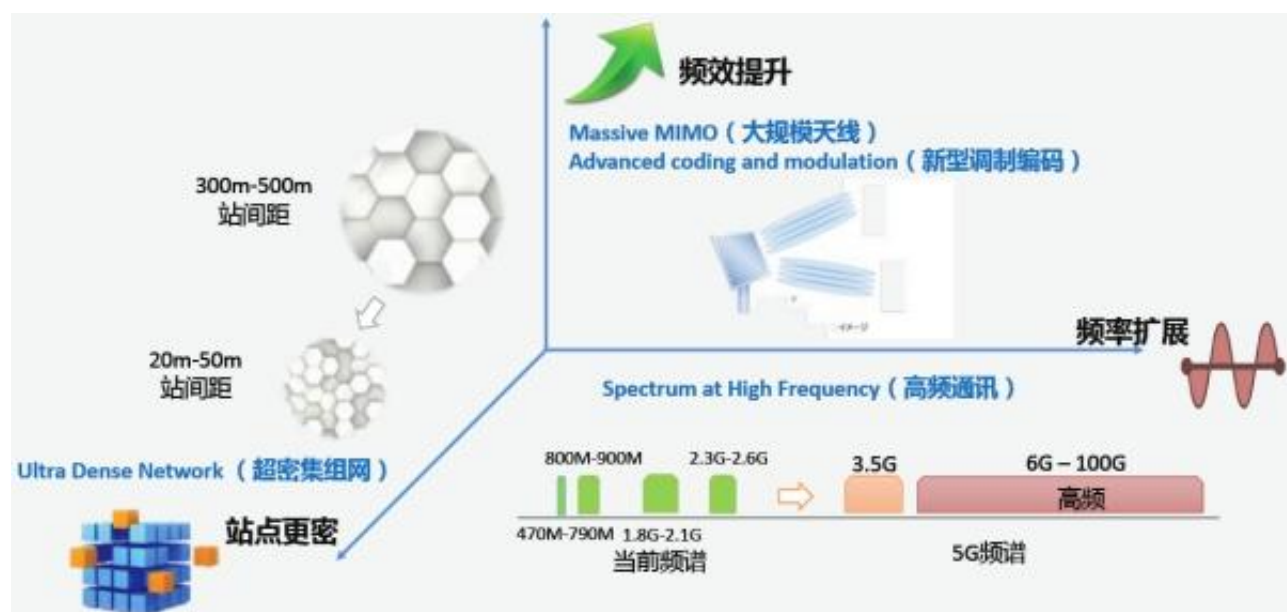 频效提升
Massive MIMO（大规模天线）
Advanced coding and modulation（新型调制编码）
300m-500m
站间距
20m-50m
站间距
频率扩展
Spectrum at High Frequency（高频通讯）
Ultra Dense Network（超密集组网）
站点更密
800M-900M
2.3G-2.6G
3.5G
6G – 100G
高频
470M-790M
1.8G-2.1G
当前频谱
5G频谱